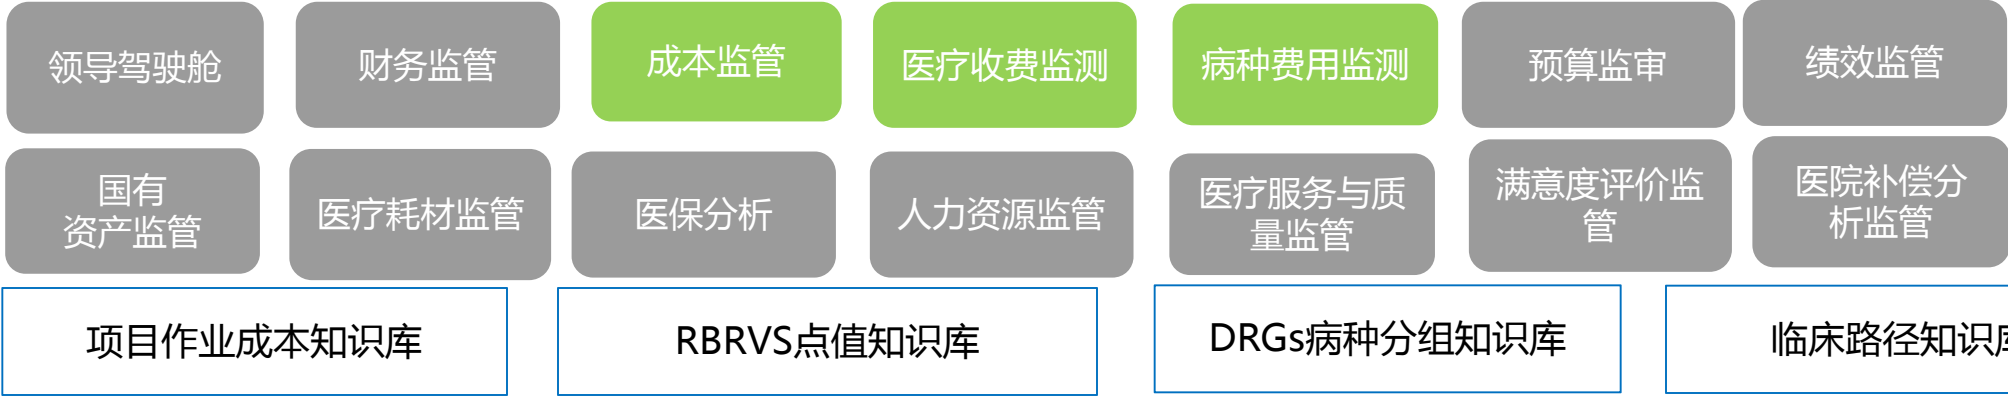 领导驾驶舱
财务监管
成本监管
医疗收费监测
病种费用监测
预算监审
绩效监管
国有
资产监管
医疗耗材监管
医保分析
人力资源监管
医疗服务与质
量监管
满意度评价监
管
医院补偿分
析监管
项目作业成本知识库
RBRVS点值知识库
DRGs病种分组知识库
临床路径知识库